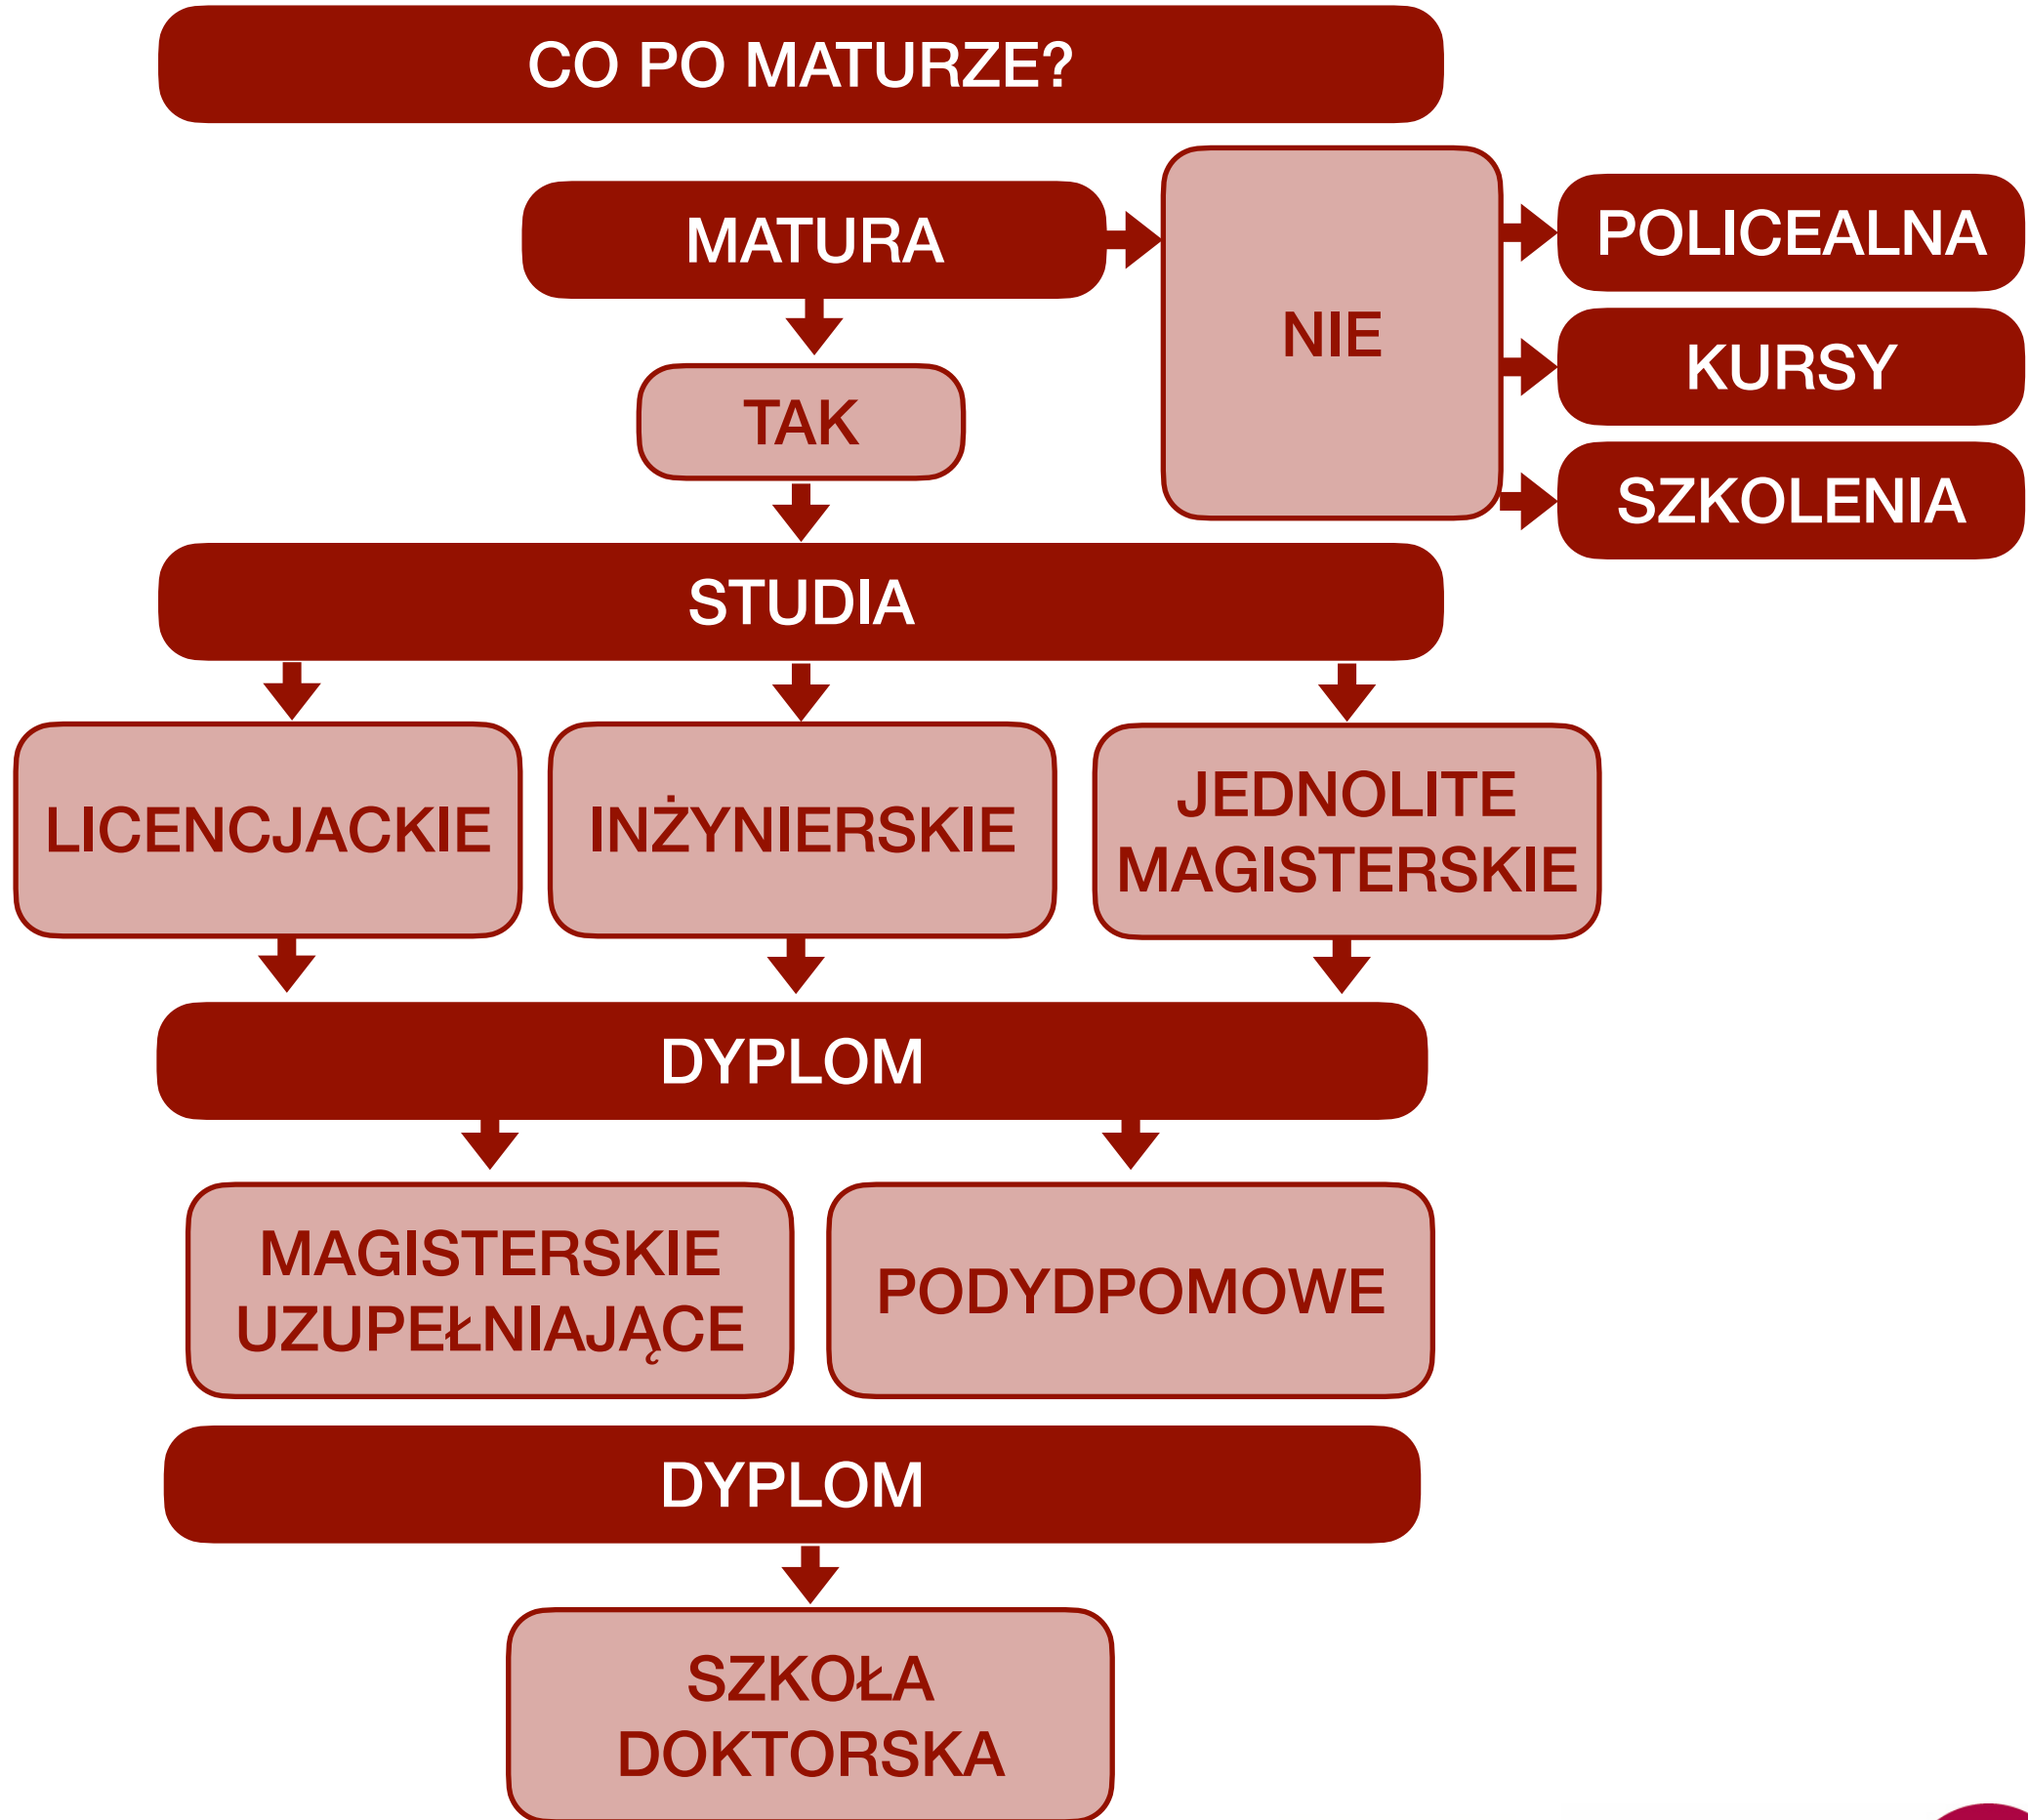 CO PO MATURZE?
MATURA
NIE
POLICEALNA
KURSY
SZKOLENIA
TAK
STUDIA
LICENCJACKIE
INŻYNIERSKIE
JEDNOLITE
MAGISTERSKIE
DYPLOM
MAGISTERSKIE
UZUPEŁNIAJĄCE
PODYDPOMOWE
DYPLOM
SZKOŁA
DOKTORSKA